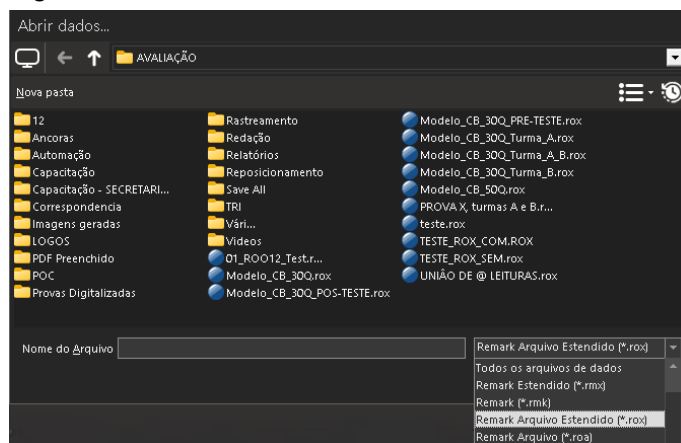 Abrir dados...
AVALIAÇÃO
Nova pasta
12
Ancoras
Automação
Capacitação
Capacitação - SECRETARI...
Correspondencia
Imagens geradas
LOGOS
PDF Preenchido
POC
Provas Digitalizadas
Rastreamento
Redação
Relatórios
Reposicionamento
Save All
TRI
Vári...
Videos
01_ROO12_Test.r...
Modelo_CB_30Q.rox
Modelo_CB_30Q_POS-TESTE.rox
Modelo_CB_30Q_PRE-TESTE.rox
Modelo_CB_30Q_Turma_A.rox
Modelo_CB_30Q_Turma_A_B.rox
Modelo_CB_30Q_Turma_B.rox
Modelo_CB_50Q.rox
PROVA X, turmas A e B.r...
teste.rox
TESTE_ROX_COM.ROX
TESTE_ROX_SEM.rox
UNIÃO DE @ LEITURAS.rox
Nome do Arquivo
Remark Arquivo Estendido (*.rox)
Todos os arquivos de dados
Remark Estendido (*.rmx)
Remark (*.rmk)
Remark Arquivo Estendido (*.rox)
Remark Arquivo (*.roa)